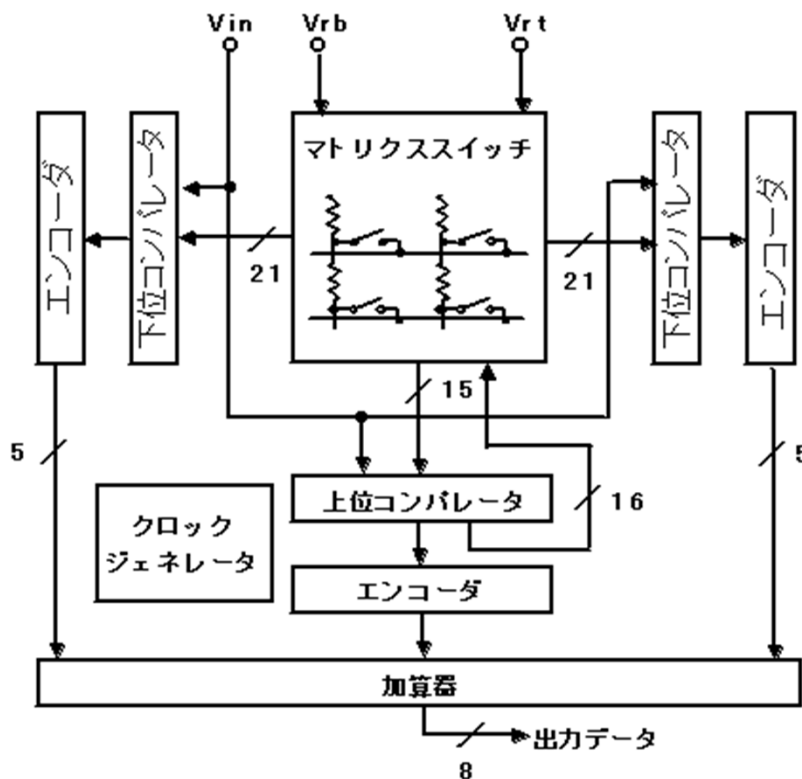 Vin
Vrb
Vrt
マトリクススイッチ
エンコーダ
下位コンパレータ
21
21
下位コンパレータ
エンコーダ
15
5
5
上位コンパレータ
16
クロック
ジェネレータ
エンコーダ
加算器
8
出力データ